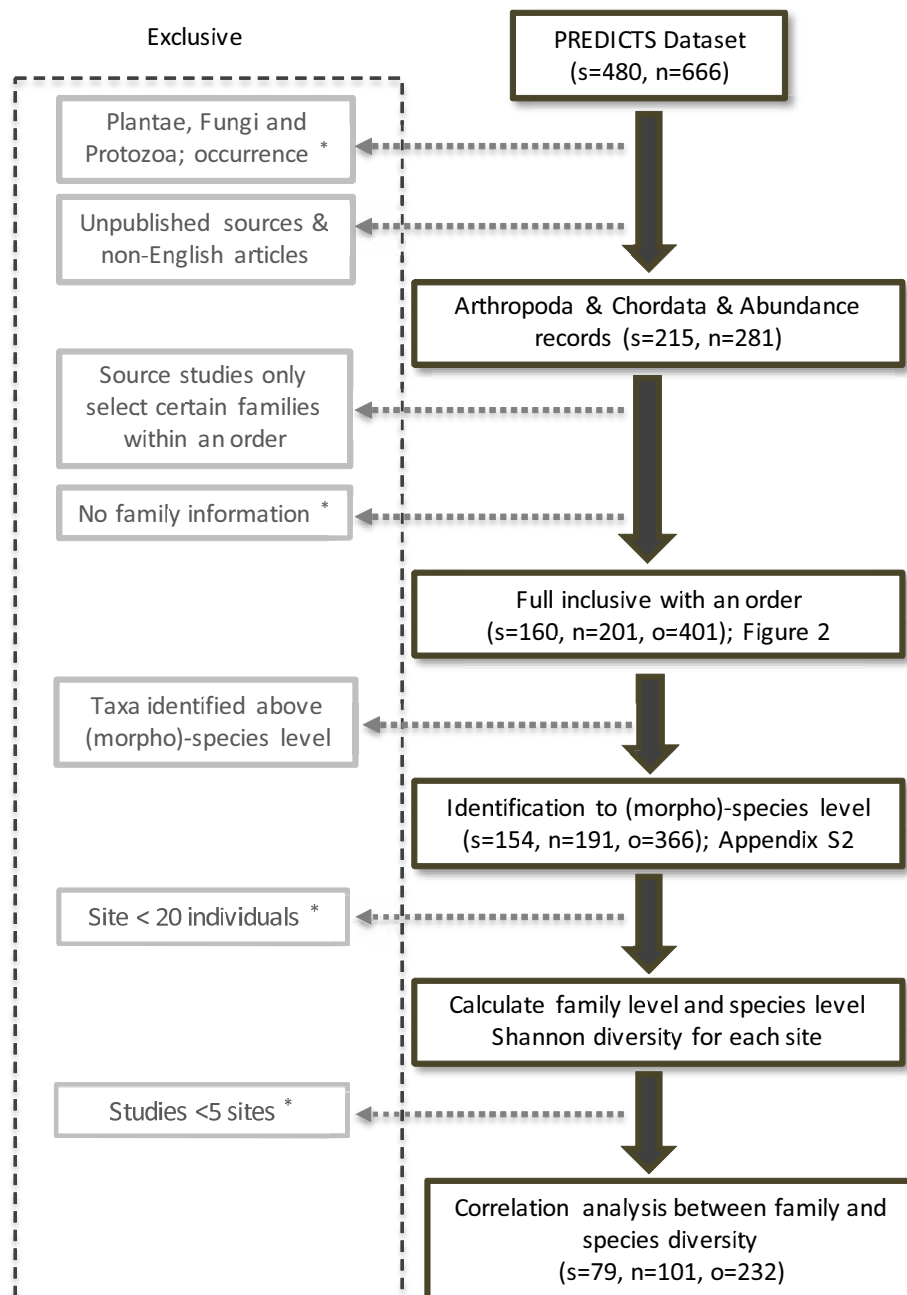 Exclusive
PREDICTS Dataset
(s=480, n=666)
Plantae, Fungi and
Protozoa; occurrence *
Unpublished sources &
non-English articles
Arthropoda & Chordata & Abundance
records (s=215, n=281)
Source studies only
select certain families
within an order
No family information *
Full inclusive with an order
(s=160, n=201, o=401); Figure 2
Taxa identified above
(morpho)-species level
Identification to (morpho)-species level
(s=154, n=191, o=366); Appendix S2
Site < 20 individuals *
Calculate family level and species level
Shannon diversity for each site
Studies <5 sites *
Correlation analysis between family and
species diversity
(s=79, n=101, o=232)